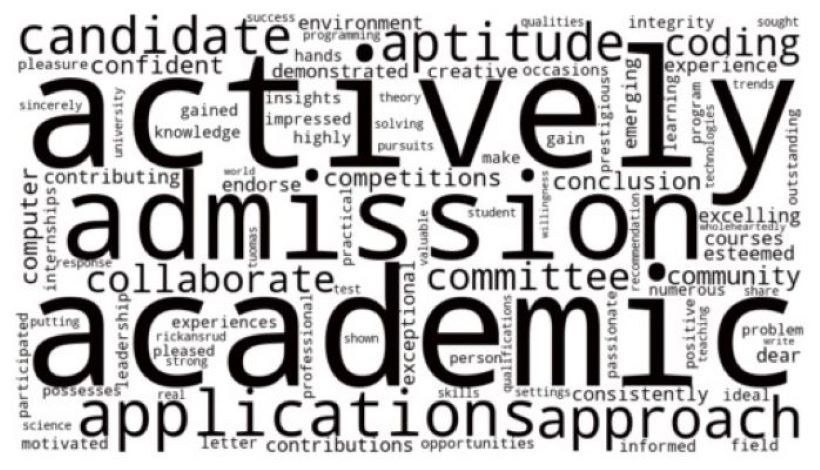 success environment qualities integrity sought
candidate programming aptitude coding
pleasure confident hands demonstrated creative occasions experience
sincerely university gained insights theory prestigious emerging learning program trends
actively
knowledge impressed solving technologies outstanding
highly pursuits gain
make
contributing world endorse competitions conclusion
computer internships practical student willingness excelling
admission
tuomas valuable recommendation wholeheartedly
courses
response esteemed
collaborate test committee community
numerous share
putting experiences professional exceptional qualifications passionate positive teaching problem
academic
participated leadership rickansrud shown write
pleased person dear
strong
possesses real skills settings consistently ideal
applications approach
science
motivated letter contributions opportunities informed field